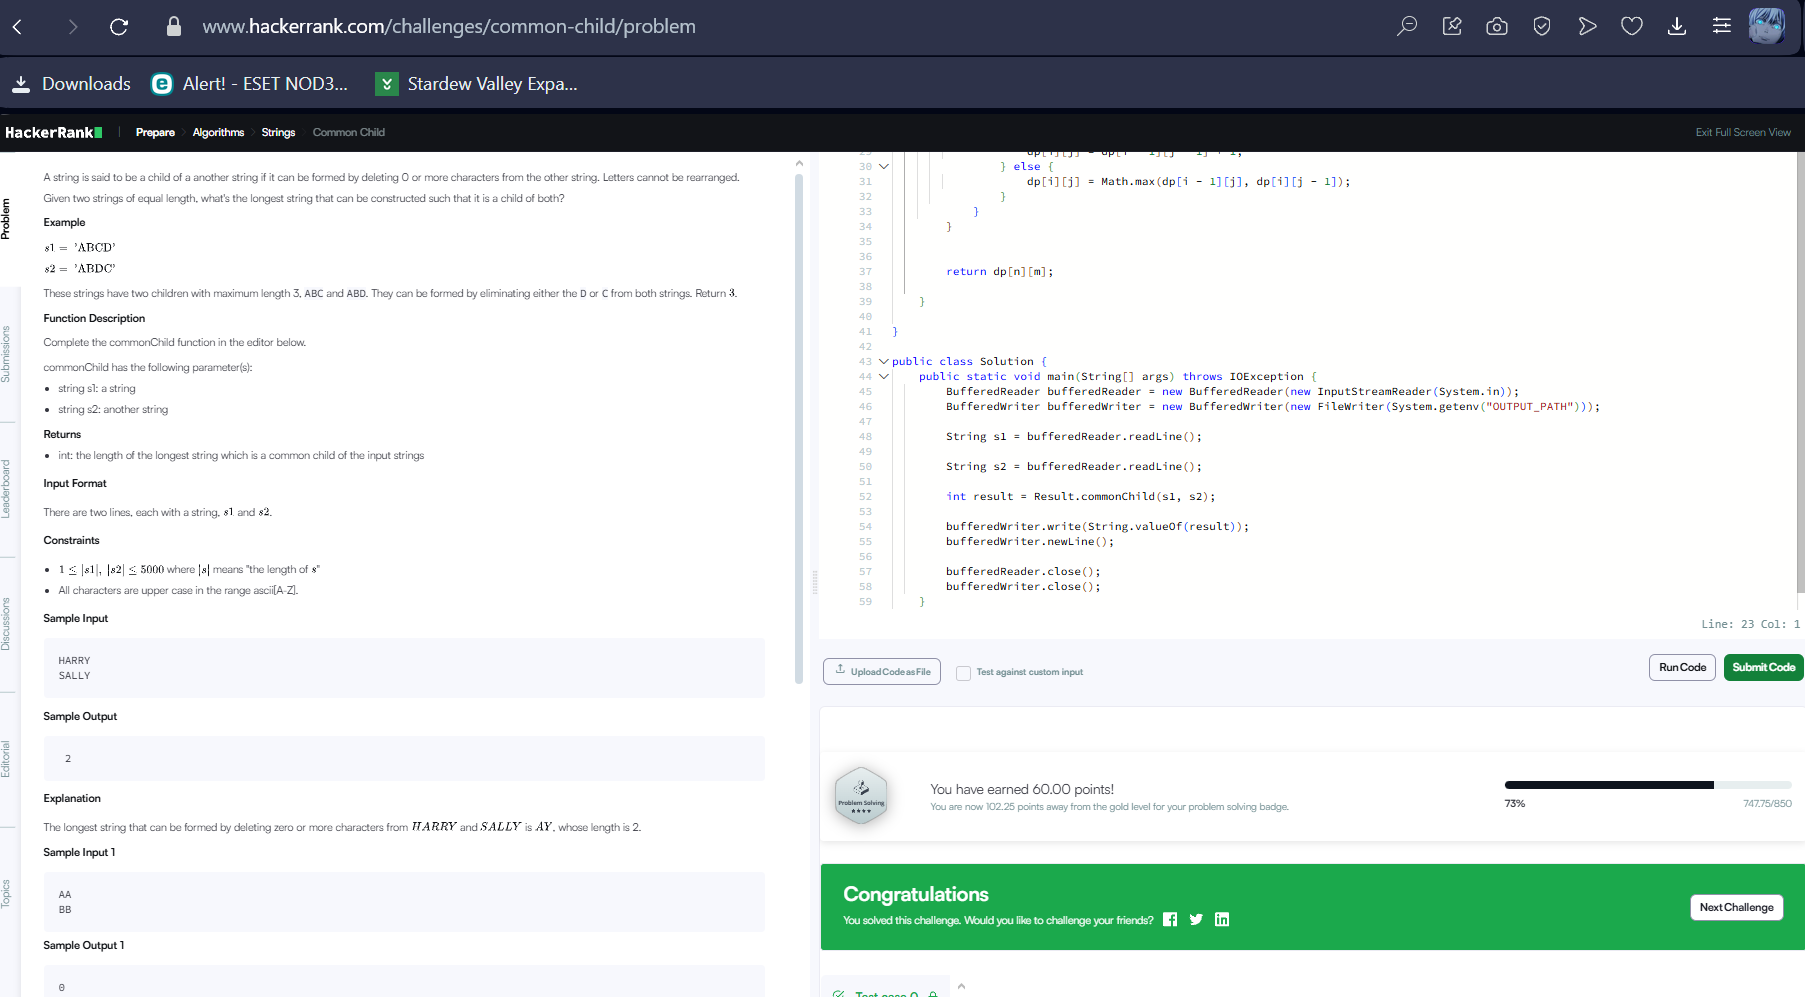 www.hackerrank.com/challenges/common-child/problem
Downloads
Alert! - ESET NOD3...
Stardew Valley Expa...
HackerRank
Prepare
Algorithms
Strings
Common Child
Exit Full Screen View
Problem
Submissions
Leaderboard
Discussions
Editorial
Topics
A string is said to be a child of a another string if it can be formed by deleting 0 or more characters from the other string. Letters cannot be rearranged.
Given two strings of equal length, what's the longest string that can be constructed such that it is a child of both?
Example
s1 = 'ABCD'
s2 = 'ABDC'
These strings have two children with maximum length 3, ABC and ABD. They can be formed by eliminating either the D or C from both strings. Return 3.
Function Description
Complete the commonChild function in the editor below.
commonChild has the following parameter(s):
• string s1: a string
• string s2: another string
Returns
• int: the length of the longest string which is a common child of the input strings
Input Format
There are two lines, each with a string, s1 and s2.
Constraints
• 1 ≤ |s1|, |s2| ≤ 5000 where |s| means "the length of s"
• All characters are upper case in the range ascii[A-Z].
Sample Input
HARRY
SALLY
Sample Output
2
Explanation
The longest string that can be formed by deleting zero or more characters from HARRY and SALLY is AY, whose length is 2.
Sample Input 1
AA
BB
Sample Output 1
0
30 } else {
31 dp[i][j] = Math.max(dp[i - 1][j], dp[i][j - 1]);
32 }
33 }
34 }
35
36
37 return dp[n][m];
38
39 }
40
41 }
42
43 public class Solution {
44 public static void main(String[] args) throws IOException {
45 BufferedReader bufferedReader = new BufferedReader(new InputStreamReader(System.in));
46 BufferedWriter bufferedWriter = new BufferedWriter(new FileWriter(System.getenv("OUTPUT_PATH")));
47
48 String s1 = bufferedReader.readLine();
49
50 String s2 = bufferedReader.readLine();
51
52 int result = Result.commonChild(s1, s2);
53
54 bufferedWriter.write(String.valueOf(result));
55 bufferedWriter.newLine();
56
57 bufferedReader.close();
58 bufferedWriter.close();
59 }
Line: 23 Col: 1
Upload Code as File
Test against custom input
Run Code
Submit Code
Problem Solving
You have earned 60.00 points!
You are now 102.25 points away from the gold level for your problem solving badge.
73%
747.75/850
Congratulations
You solved this challenge. Would you like to challenge your friends?
Next Challenge
Test case 0